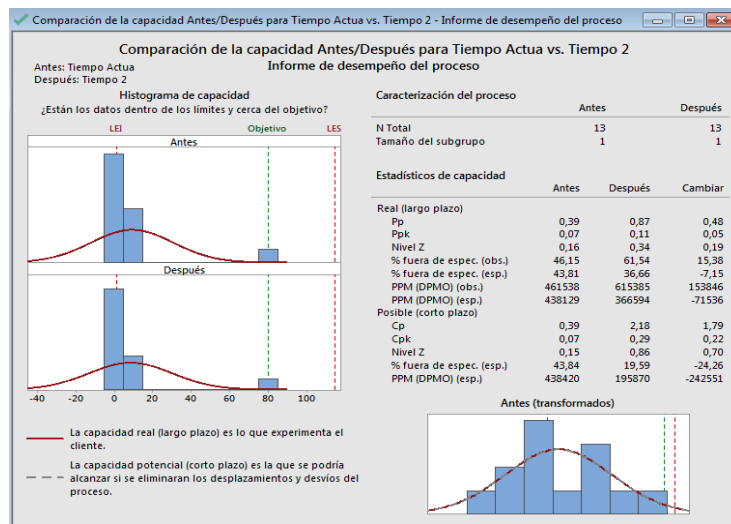 Comparación de la capacidad Antes/Después para Tiempo Actua vs. Tiempo 2 - Informe de desempeño del proceso
Comparación de la capacidad Antes/Después para Tiempo Actua vs. Tiempo 2
Informe de desempeño del proceso
Antes: Tiempo Actua
Después: Tiempo 2
Histograma de capacidad
¿Están los datos dentro de los límites y cerca del objetivo?
LEI Objetivo LES
Antes
Después
-40 -20 0 20 40 60 80 100
La capacidad real (largo plazo) es lo que experimenta el
cliente.
La capacidad potencial (corto plazo) es la que se podría
alcanzar si se eliminaran los desplazamientos y desvíos del
proceso.
Caracterización del proceso
Antes Después
N Total 13 13
Tamaño del subgrupo 1 1
Estadísticos de capacidad
Antes Después Cambiar
Real (largo plazo)
Pp 0,39 0,87 0,48
Ppk 0,07 0,11 0,05
Nivel Z 0,16 0,34 0,19
% fuera de espec. (obs.) 46,15 61,54 15,38
% fuera de espec. (esp.) 43,81 36,66 -7,15
PPM (DPMO) (obs.) 461538 615385 153846
PPM (DPMO) (esp.) 438129 366594 -71536
Posible (corto plazo)
Cp 0,39 2,18 1,79
Cpk 0,07 0,29 0,22
Nivel Z 0,15 0,86 0,70
% fuera de espec. (esp.) 43,84 19,59 -24,26
PPM (DPMO) (esp.) 438420 195870 -242551
Antes (transformados)